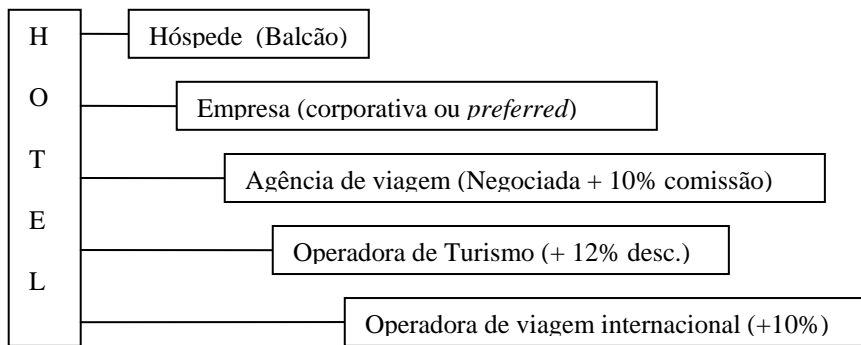 H
O
T
E
L
Hóspede (Balcão)
Empresa (corporativa ou preferred)
Agência de viagem (Negociada + 10% comissão)
Operadora de Turismo (+ 12% desc.)
Operadora de viagem internacional (+10%)